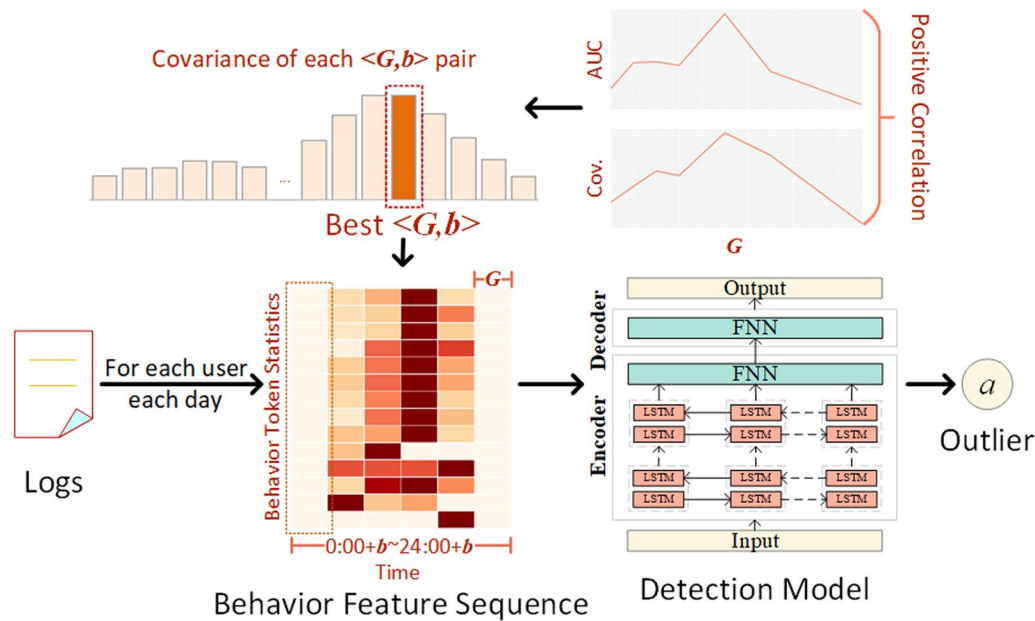 Covariance of each <G,b> pair
...
Best <G,b>
AUC
Cov.
G
Positive Correlation
Logs
For each user
each day
Behavior Token Statistics
G
0:00+b~24:00+b
Time
Behavior Feature Sequence
Decoder
Encoder
Output
FNN
FNN
LSTM LSTM LSTM
LSTM LSTM LSTM
LSTM LSTM LSTM
LSTM LSTM LSTM
Input
Detection Model
a
Outlier